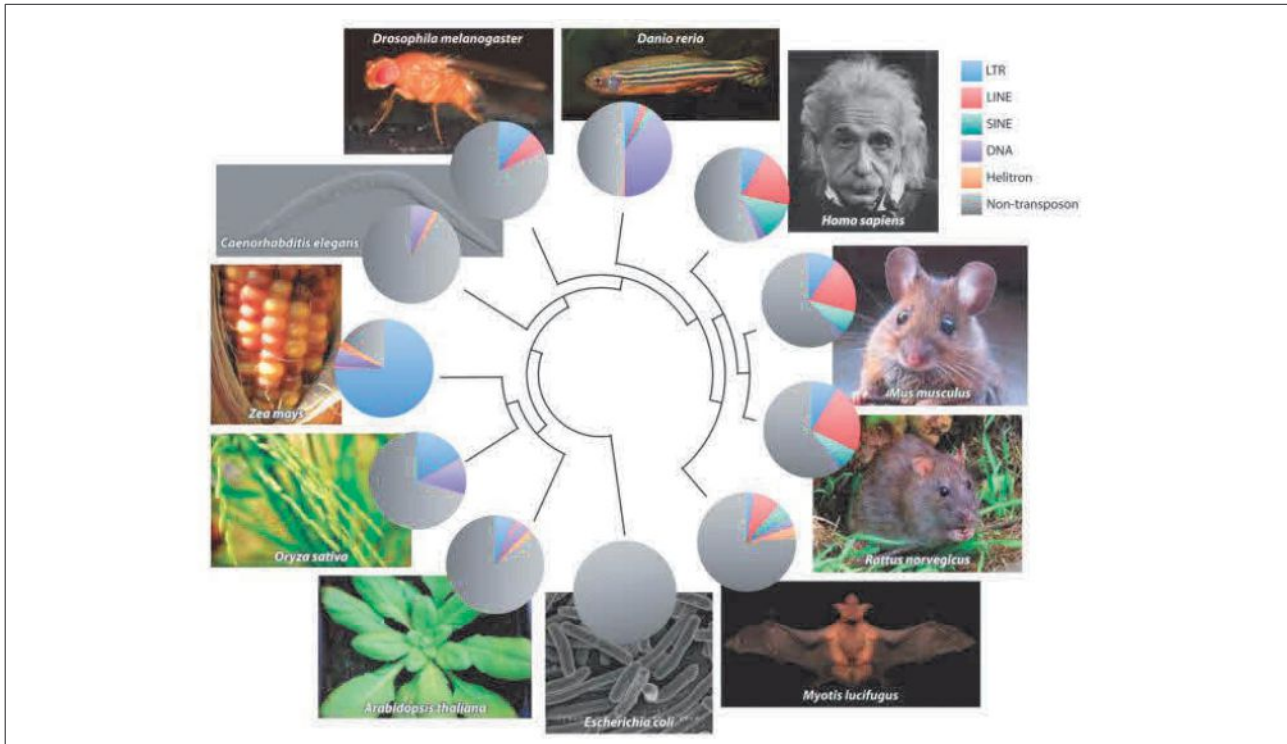 Drosophila melanogaster
Danio rerio
LTR
LINE
SINE
DNA
Helitron
Non-transposon
Homo sapiens
Caenorhabditis elegans
Zea mays
Mus musculus
Oryza sativa
Rattus norvegicus
Arabidopsis thaliana
Escherichia coli
Myotis lucifugus